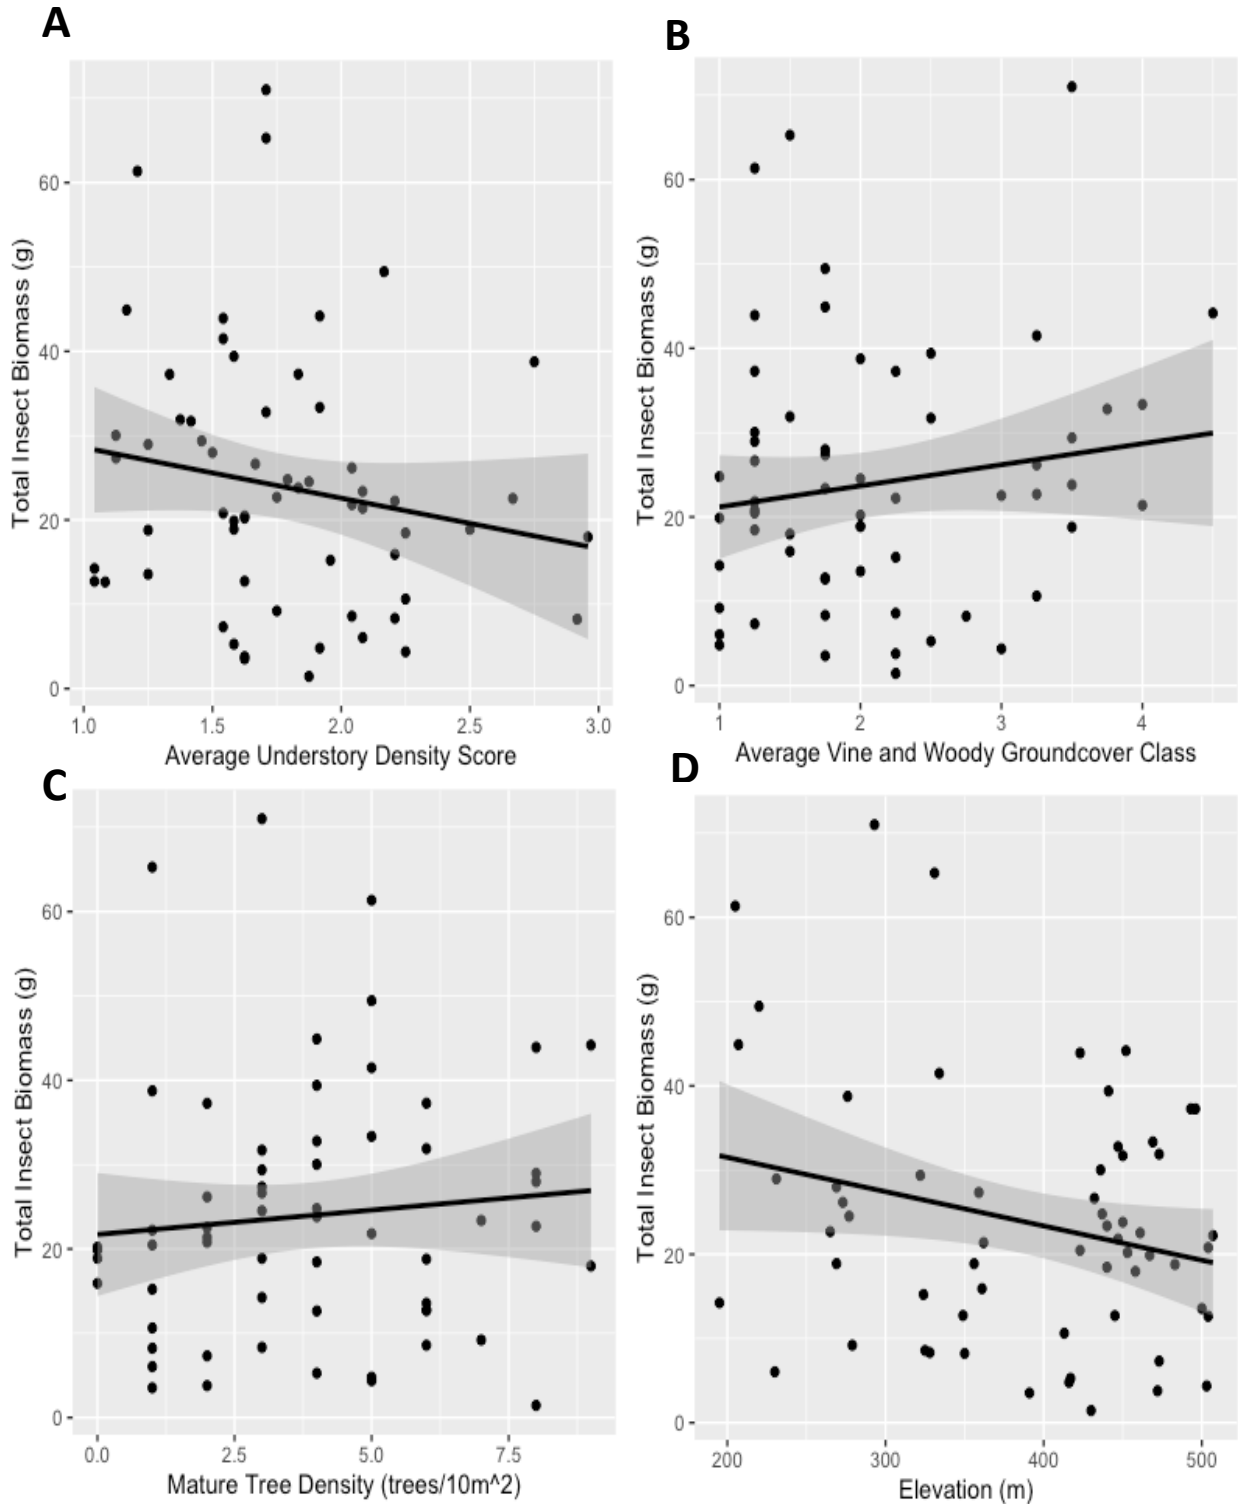 A
Total Insect Biomass (g)
60
40
20
0
1.0 1.5 2.0 2.5 3.0
Average Understory Density Score
B
Total Insect Biomass (g)
60
40
20
0
1 2 3 4
Average Vine and Woody Groundcover Class
C
Total Insect Biomass (g)
60
40
20
0
0.0 2.5 5.0 7.5
Mature Tree Density (trees/10m^2)
D
Total Insect Biomass (g)
60
40
20
0
200 300 400 500
Elevation (m)